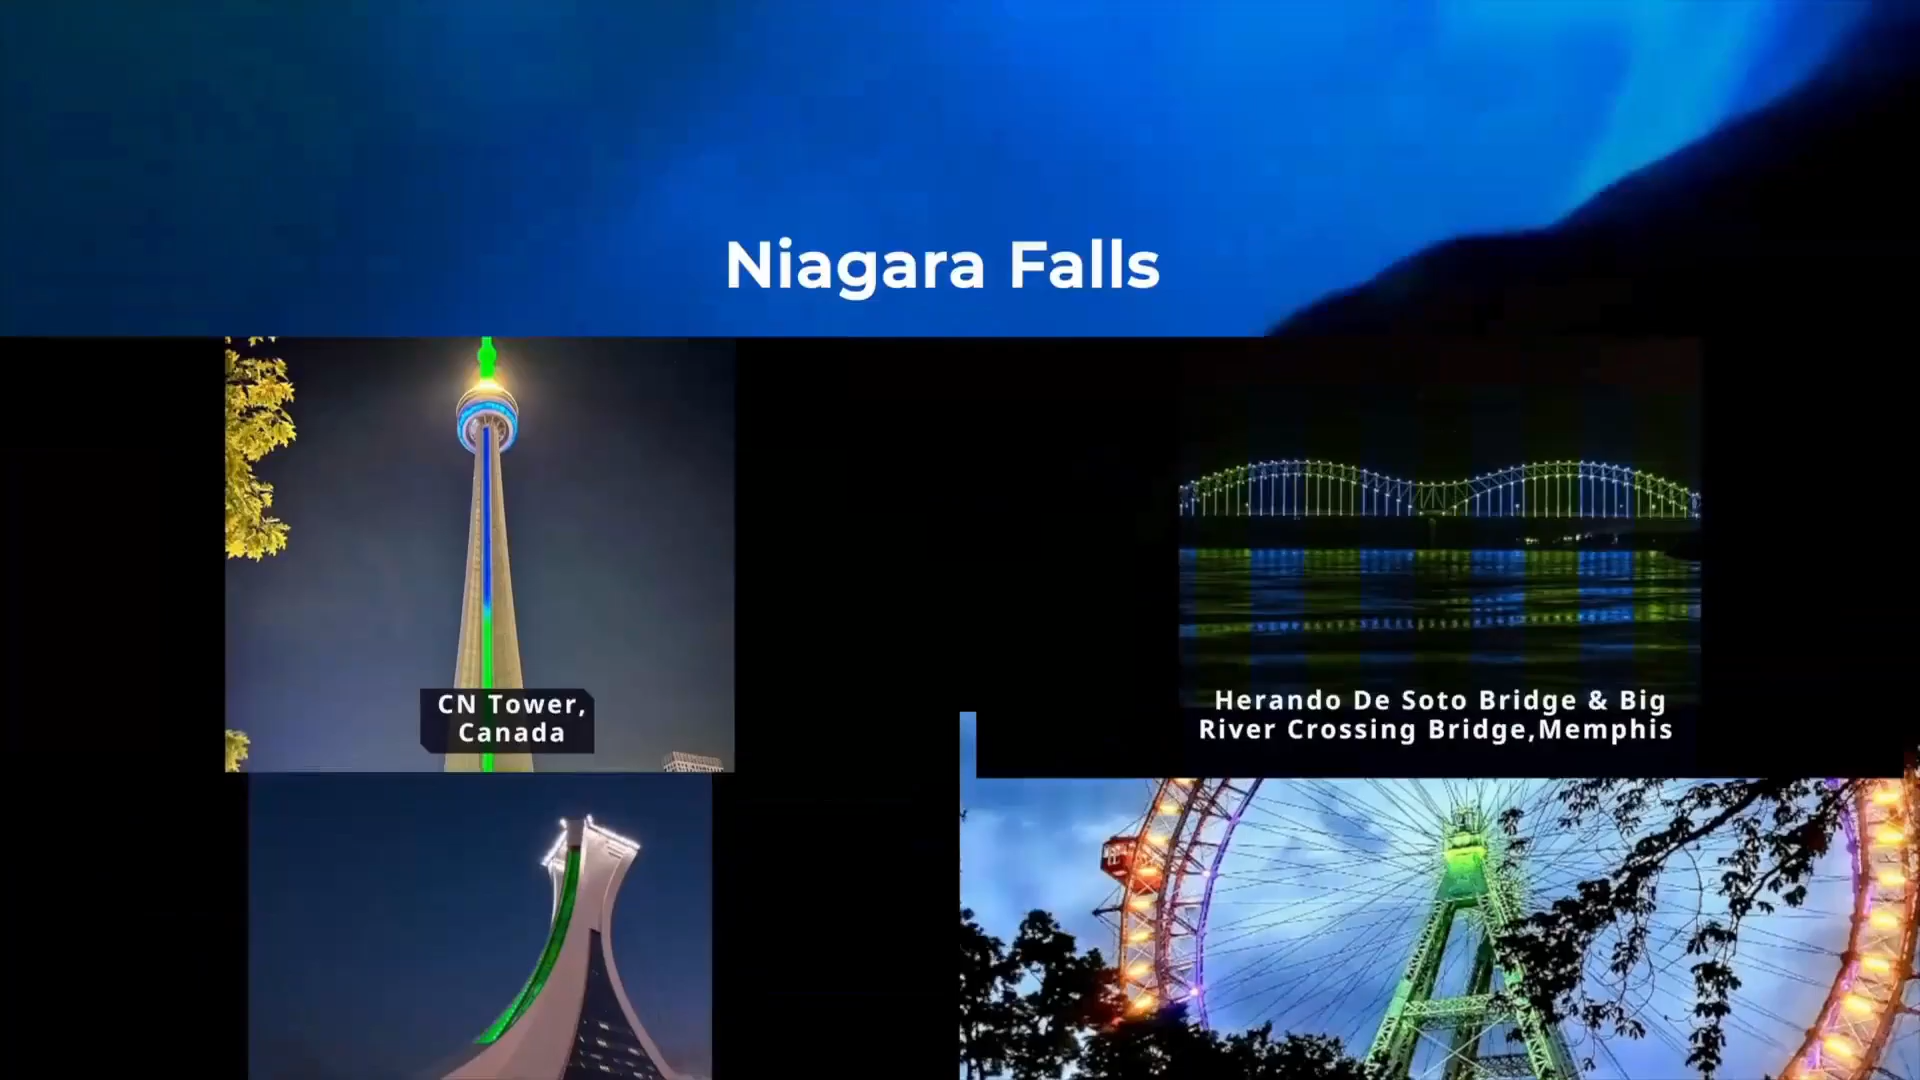 Niagara Falls
CN Tower,
Canada
Herando De Soto Bridge & Big
River Crossing Bridge,Memphis